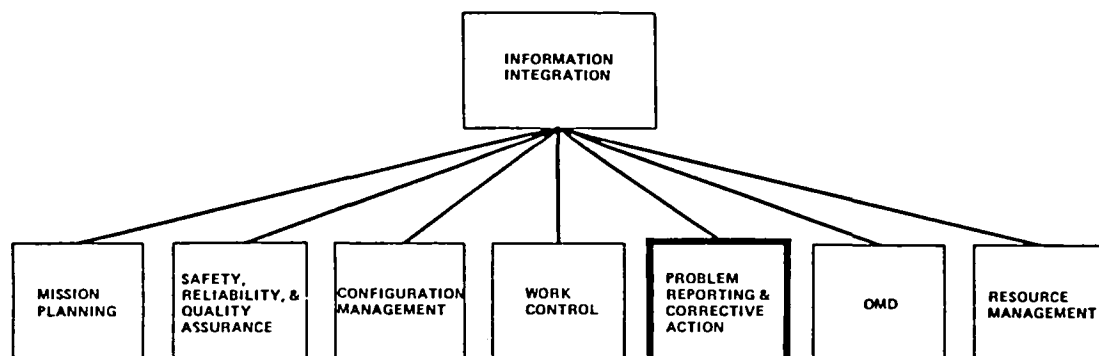 INFORMATION
INTEGRATION
MISSION
PLANNING
SAFETY,
RELIABILITY, &
QUALITY
ASSURANCE
CONFIGURATION
MANAGEMENT
WORK
CONTROL
PROBLEM
REPORTING &
CORRECTIVE
ACTION
OMD
RESOURCE
MANAGEMENT